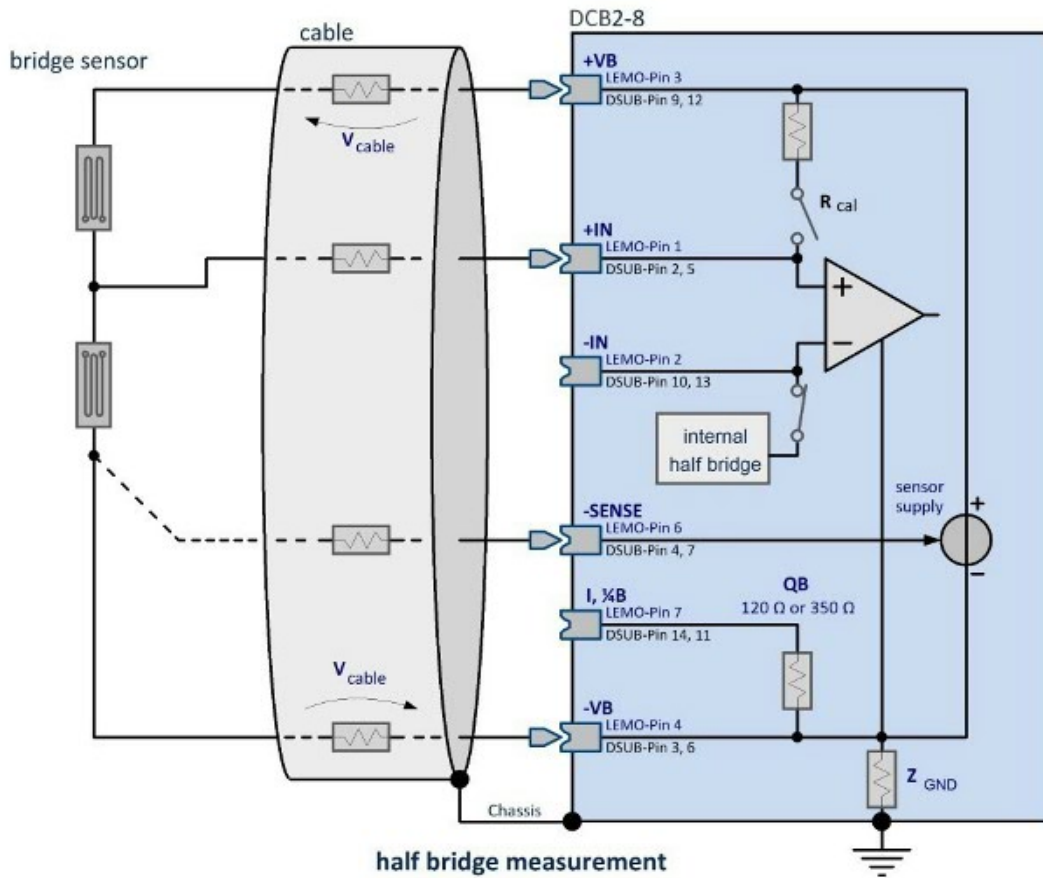 DCB2-8
cable
bridge sensor
+VB
LEMO-Pin 3
DSUB-Pin 9, 12
V cable
R cal
+IN
LEMO-Pin 1
DSUB-Pin 2, 5
+
−
-IN
LEMO-Pin 2
DSUB-Pin 10, 13
internal
half bridge
sensor
supply
+
−
-SENSE
LEMO-Pin 6
DSUB-Pin 4, 7
QB
120 Ω or 350 Ω
I, ¼B
LEMO-Pin 7
DSUB-Pin 14, 11
V cable
-VB
LEMO-Pin 4
DSUB-Pin 3, 6
Z GND
Chassis
half bridge measurement